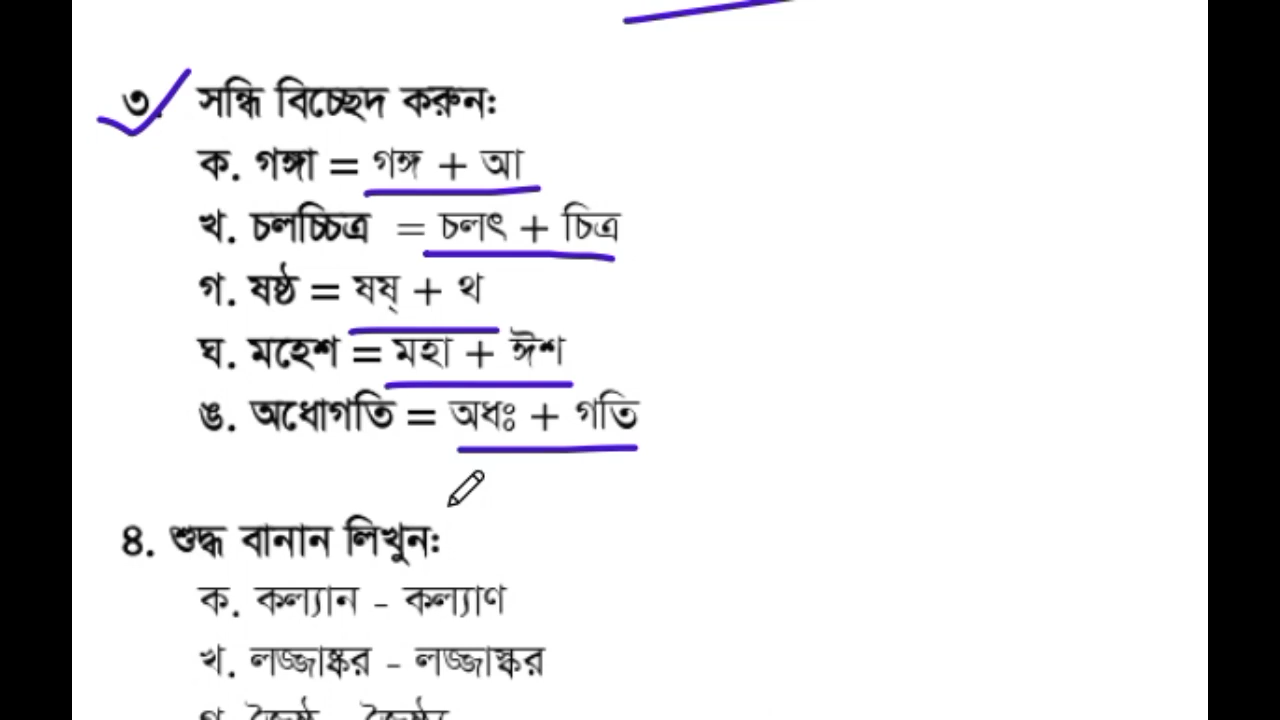 ৩. সন্ধি বিচ্ছেদ করুন:
ক. গঙ্গা = গঙ্গ + আ
খ. চলচ্চিত্র = চলৎ + চিত্র
গ. ষষ্ঠ = ষষ্ + থ
ঘ. মহেশ = মহা + ঈশ
ঙ. অধোগতি = অধঃ + গতি
৪. শুদ্ধ বানান লিখুন:
ক. কল্যান - কল্যাণ
খ. লজ্জাষ্কর - লজ্জাস্কর